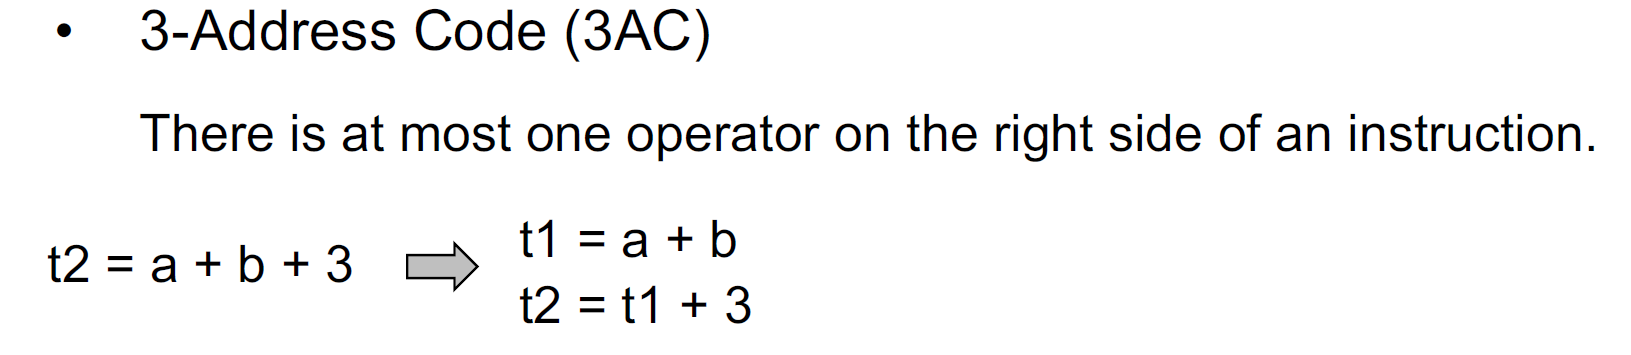 • 3-Address Code (3AC)
There is at most one operator on the right side of an instruction.
t2 = a + b + 3
t1 = a + b
t2 = t1 + 3